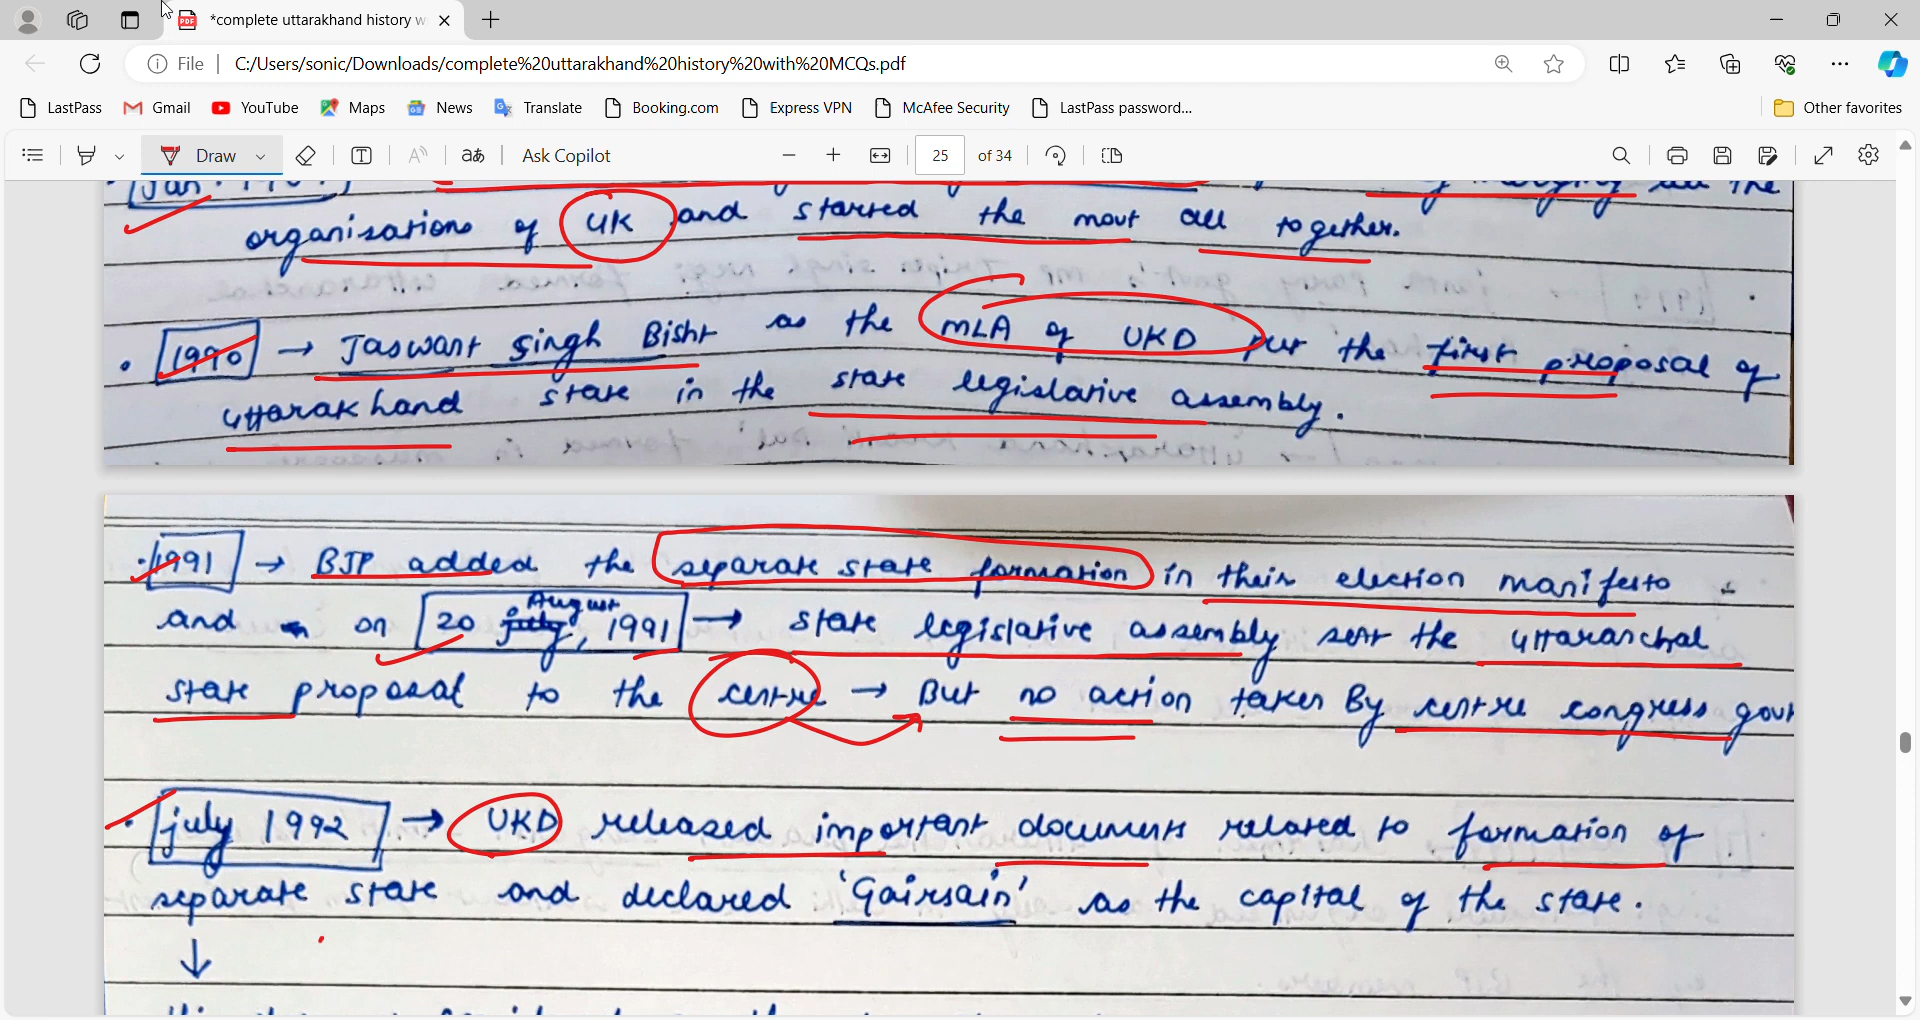 *complete uttarakhand history w
File
C:/Users/sonic/Downloads/complete%20uttarakhand%20history%20with%20MCQs.pdf
LastPass
Gmail
YouTube
Maps
News
Translate
Booking.com
Express VPN
McAfee Security
LastPass password...
Other favorites
Draw
Ask Copilot
25
of 34
all the
organisations of UK and started the movt all together.
• 1990 → Jaswant Singh Bisht as the MLA of UKD put the first proposal of
Uttarakhand state in the state legislative assembly.
• 1991 → BJP added the separate state formation in their election manifesto
and on 20 August, 1991 → state legislative assembly sent the Uttaranchal
state proposal to the centre → But no action taken By centre congress govt
• july 1992 → UKD released important documents related to formation of
separate state and declared 'Gairsain' as the capital of the state.
↓